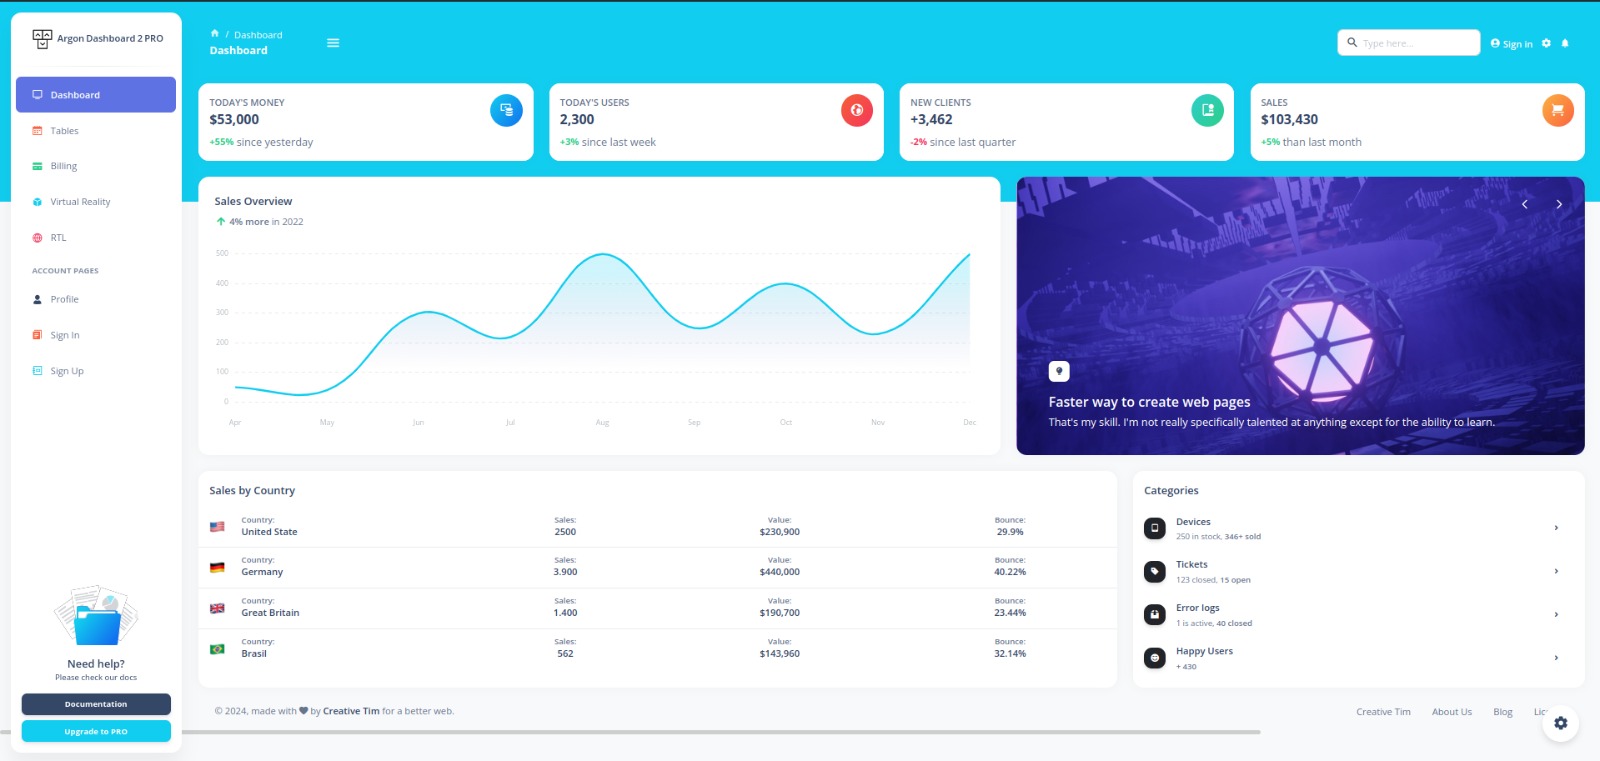 Argon Dashboard 2 PRO
Dashboard
Tables
Billing
Virtual Reality
RTL
ACCOUNT PAGES
Profile
Sign In
Sign Up
Need help?
Please check our docs
Documentation
Upgrade to PRO
/ Dashboard
Dashboard
Type here...
Sign in
TODAY'S MONEY
$53,000
+55% since yesterday
TODAY'S USERS
2,300
+3% since last week
NEW CLIENTS
+3,462
-2% since last quarter
SALES
$103,430
+5% than last month
Sales Overview
4% more in 2022
500
400
300
200
100
0
Apr May Jun Jul Aug Sep Oct Nov Dec
Faster way to create web pages
That's my skill. I'm not really specifically talented at anything except for the ability to learn.
Sales by Country
Country: Sales: Value: Bounce:
United State 2500 $230,900 29.9%
Country: Sales: Value: Bounce:
Germany 3.900 $440,000 40.22%
Country: Sales: Value: Bounce:
Great Britain 1.400 $190,700 23.44%
Country: Sales: Value: Bounce:
Brasil 562 $143,960 32.14%
Categories
Devices
250 in stock, 346+ sold
Tickets
123 closed, 15 open
Error logs
1 is active, 40 closed
Happy Users
+ 430
© 2024, made with by Creative Tim for a better web.
Creative Tim About Us Blog